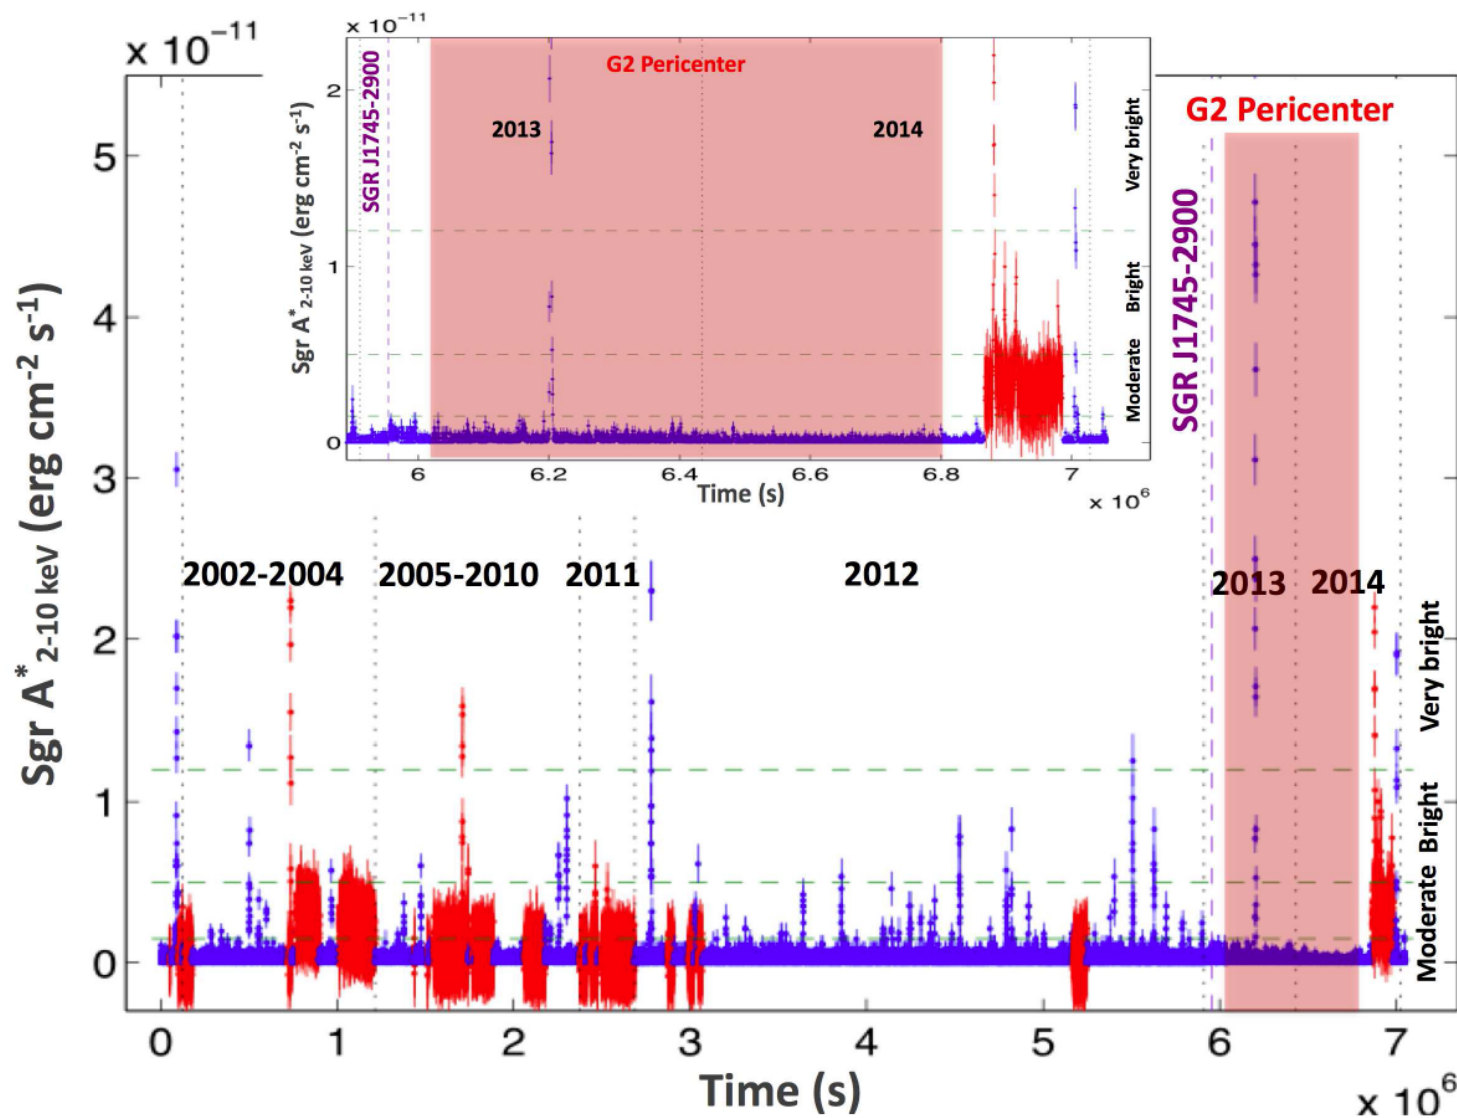 x 10⁻¹¹
Sgr A*₂₋₁₀ ₖₑᵥ (erg cm⁻² s⁻¹)
5
4
3
2
1
0
x 10⁻¹¹
Sgr A*₂₋₁₀ ₖₑᵥ (erg cm⁻² s⁻¹)
2
1
0
SGR J1745-2900
G2 Pericenter
2013
2014
Very bright
Bright
Moderate
6
6.2
6.4
6.6
6.8
7
Time (s)
x 10⁶
G2 Pericenter
SGR J1745-2900
2002-2004
2005-2010
2011
2012
2013
2014
Very bright
Bright
Moderate
0
1
2
3
4
5
6
7
Time (s)
x 10⁶